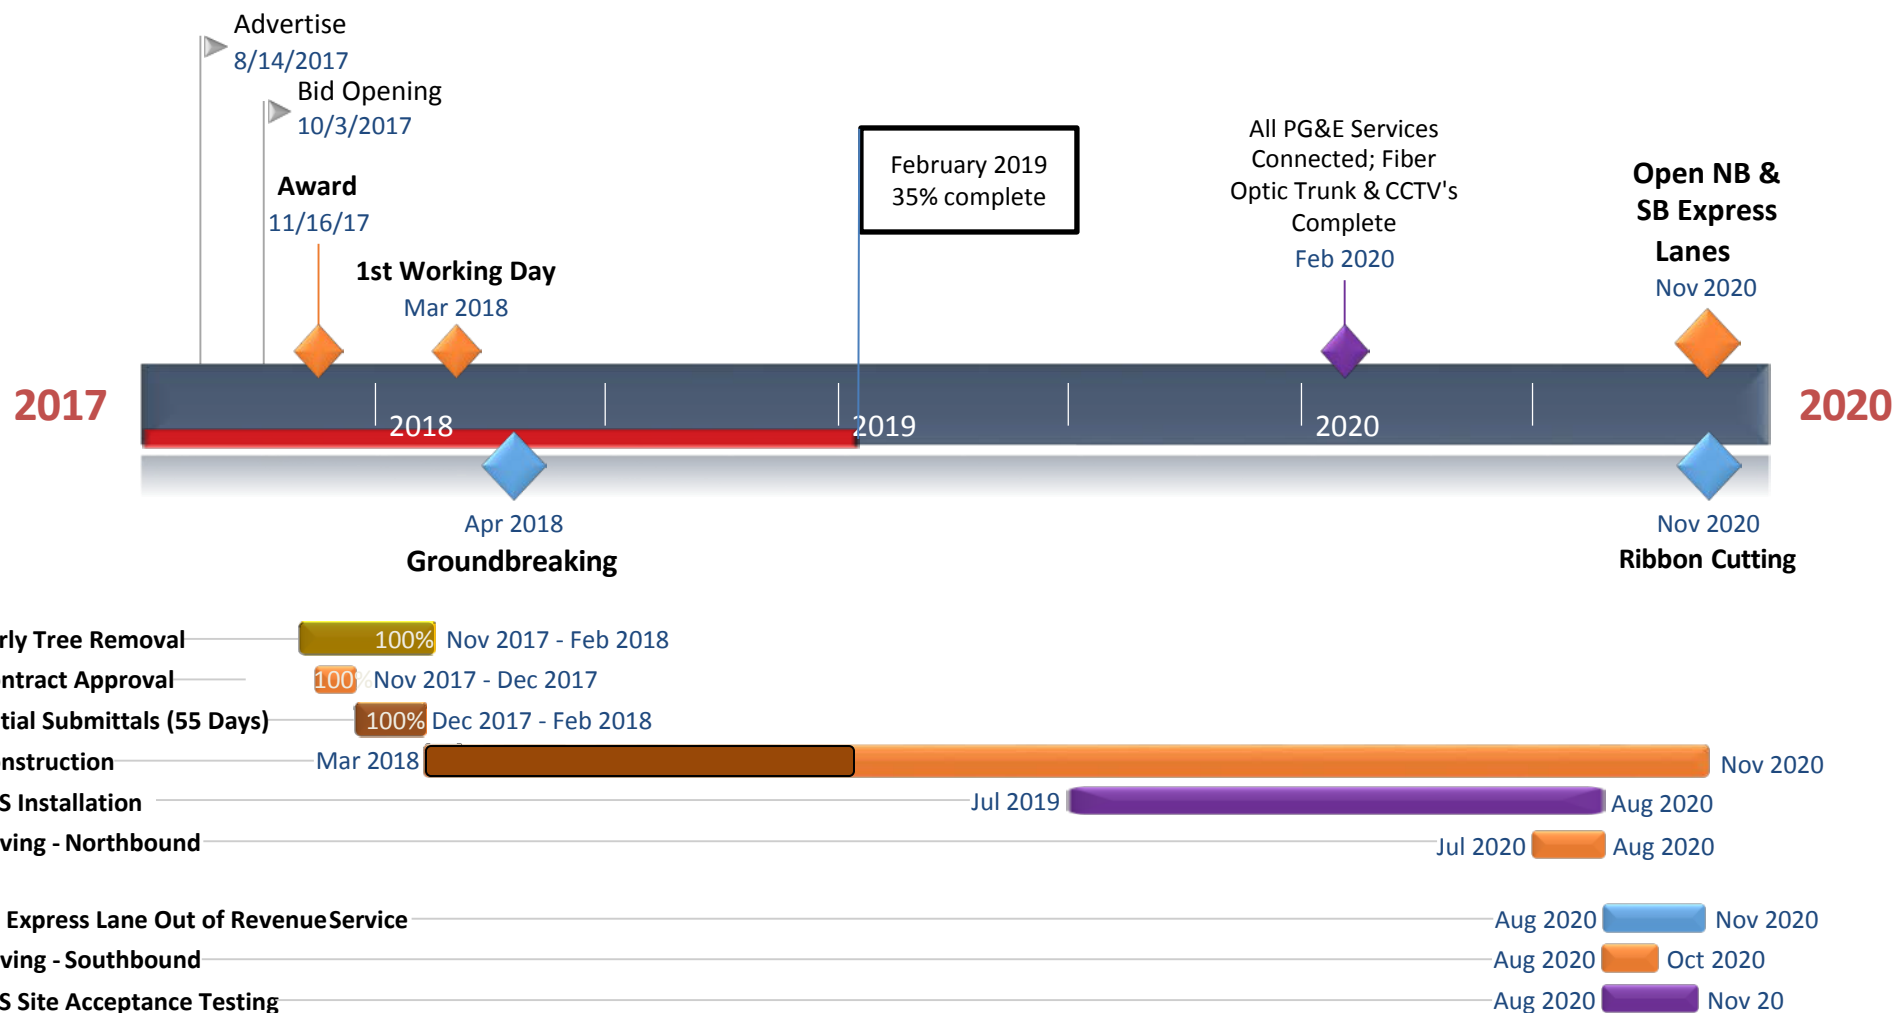 Advertise
8/14/2017
Bid Opening
10/3/2017
Award
11/16/17
1st Working Day
Mar 2018
February 2019
35% complete
All PG&E Services
Connected; Fiber
Optic Trunk & CCTV's
Complete
Feb 2020
Open NB &
SB Express
Lanes
Nov 2020
2017
2018
2019
2020
2020
Apr 2018
Groundbreaking
Nov 2020
Ribbon Cutting
rly Tree Removal 100% Nov 2017 - Feb 2018
ntract Approval 100% Nov 2017 - Dec 2017
tial Submittals (55 Days) 100% Dec 2017 - Feb 2018
nstruction Mar 2018 Nov 2020
S Installation Jul 2019 Aug 2020
ving - Northbound Jul 2020 Aug 2020
Express Lane Out of Revenue Service Aug 2020 Nov 2020
ving - Southbound Aug 2020 Oct 2020
S Site Acceptance Testing Aug 2020 Nov 20